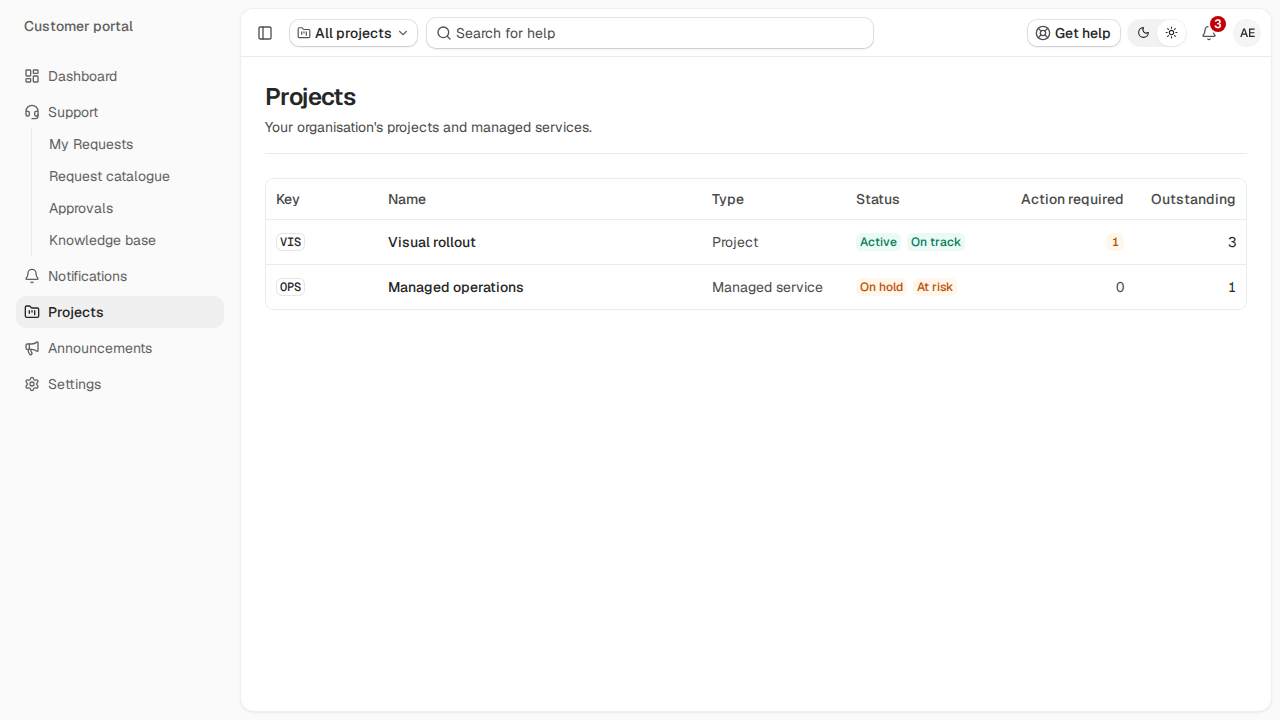 Customer portal
All projects
Search for help
Get help
3
AE
Dashboard
Support
My Requests
Request catalogue
Approvals
Knowledge base
Notifications
Projects
Announcements
Settings
Projects
Your organisation's projects and managed services.
Key Name Type Status Action required Outstanding
VIS Visual rollout Project Active On track 1 3
OPS Managed operations Managed service On hold At risk 0 1